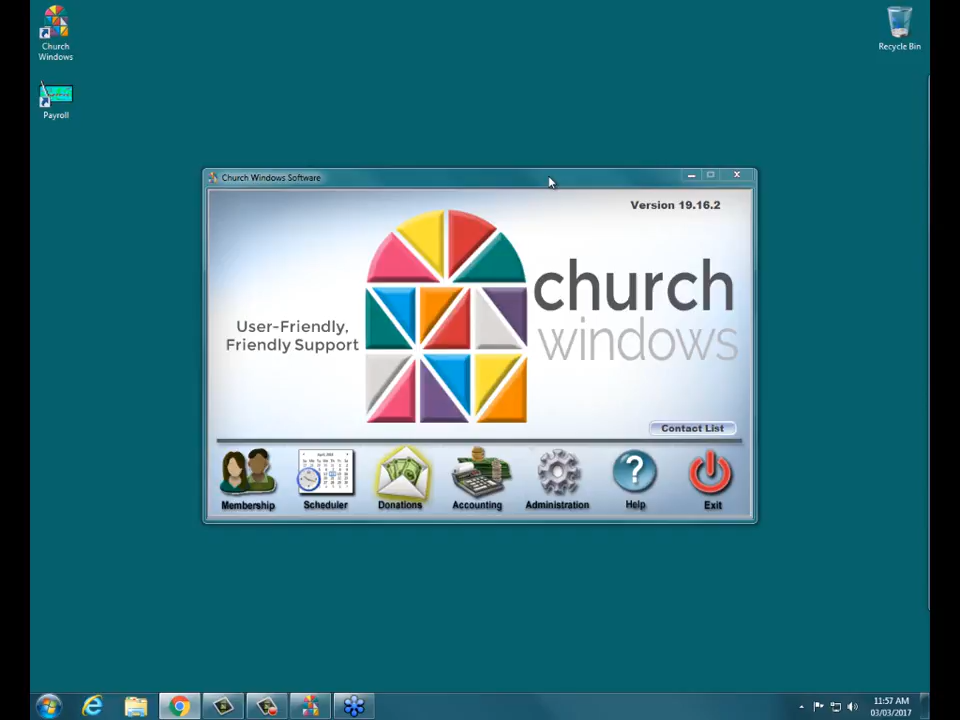 Church
Windows
Payroll
Recycle Bin
Church Windows Software
Version 19.16.2
User-Friendly,
Friendly Support
church
windows
Contact List
Membership
Scheduler
Donations
Accounting
Administration
Help
Exit
11:57 AM
03/03/2017